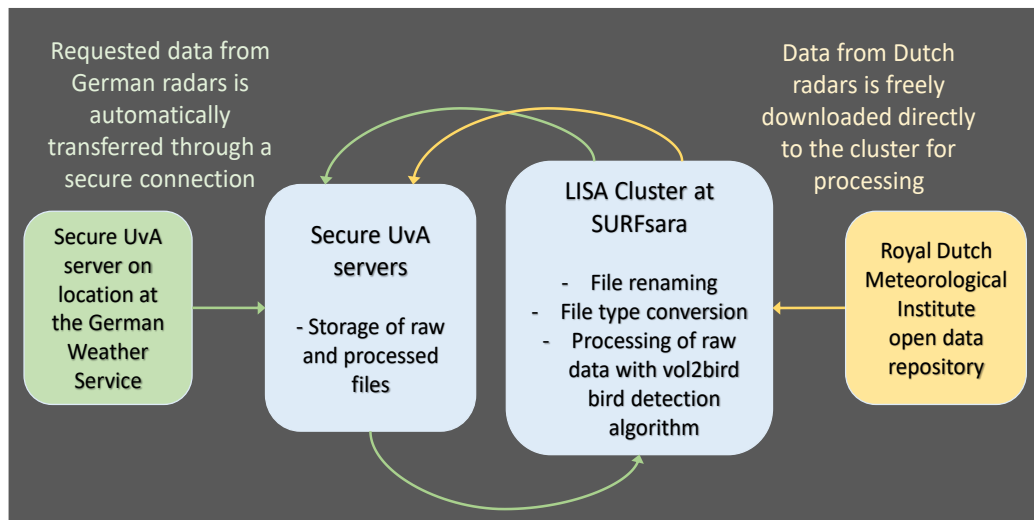 Requested data from
German radars is
automatically
transferred through a
secure connection
Data from Dutch
radars is freely
downloaded directly
to the cluster for
processing
Secure UvA
server on
location at
the German
Weather
Service
Secure UvA
servers
- Storage of raw
and processed
files
LISA Cluster at
SURFsara
- File renaming
- File type conversion
- Processing of raw
data with vol2bird
bird detection
algorithm
Royal Dutch
Meteorological
Institute
open data
repository